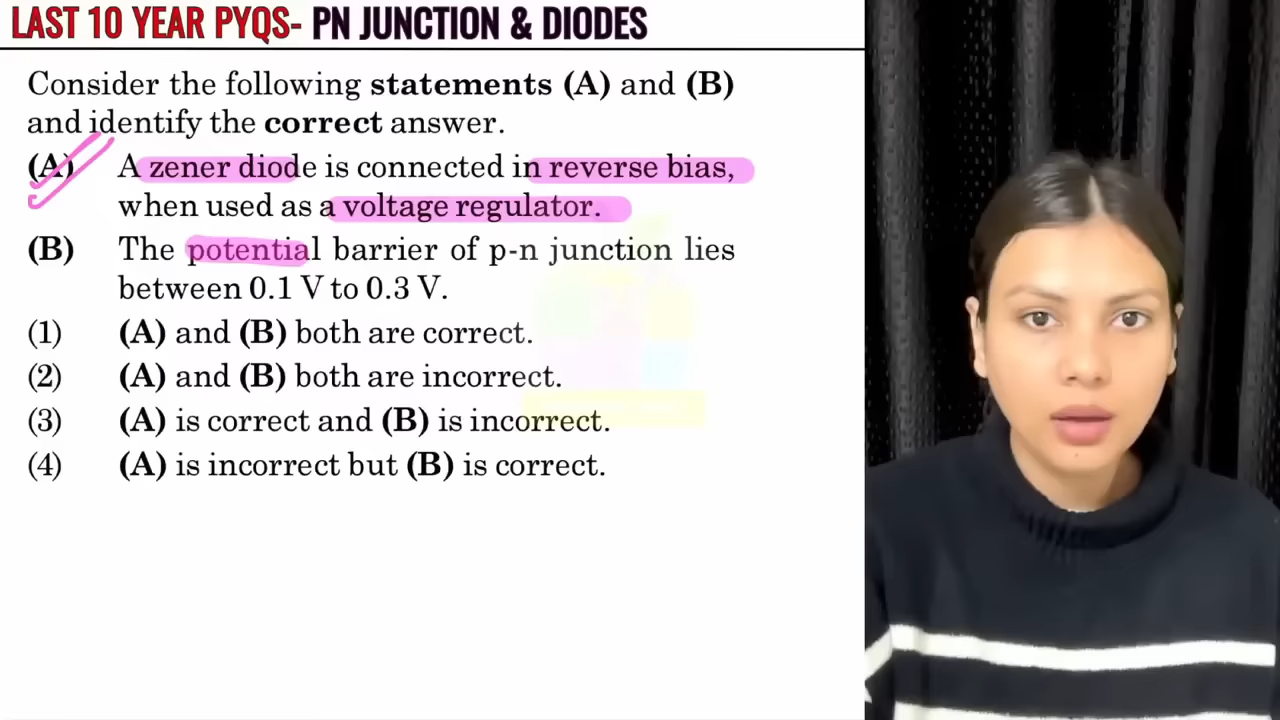 LAST 10 YEAR PYQS- PN JUNCTION & DIODES
Consider the following statements (A) and (B)
and identify the correct answer.
(A) A zener diode is connected in reverse bias,
when used as a voltage regulator.
(B) The potential barrier of p-n junction lies
between 0.1 V to 0.3 V.
(1) (A) and (B) both are correct.
(2) (A) and (B) both are incorrect.
(3) (A) is correct and (B) is incorrect.
(4) (A) is incorrect but (B) is correct.